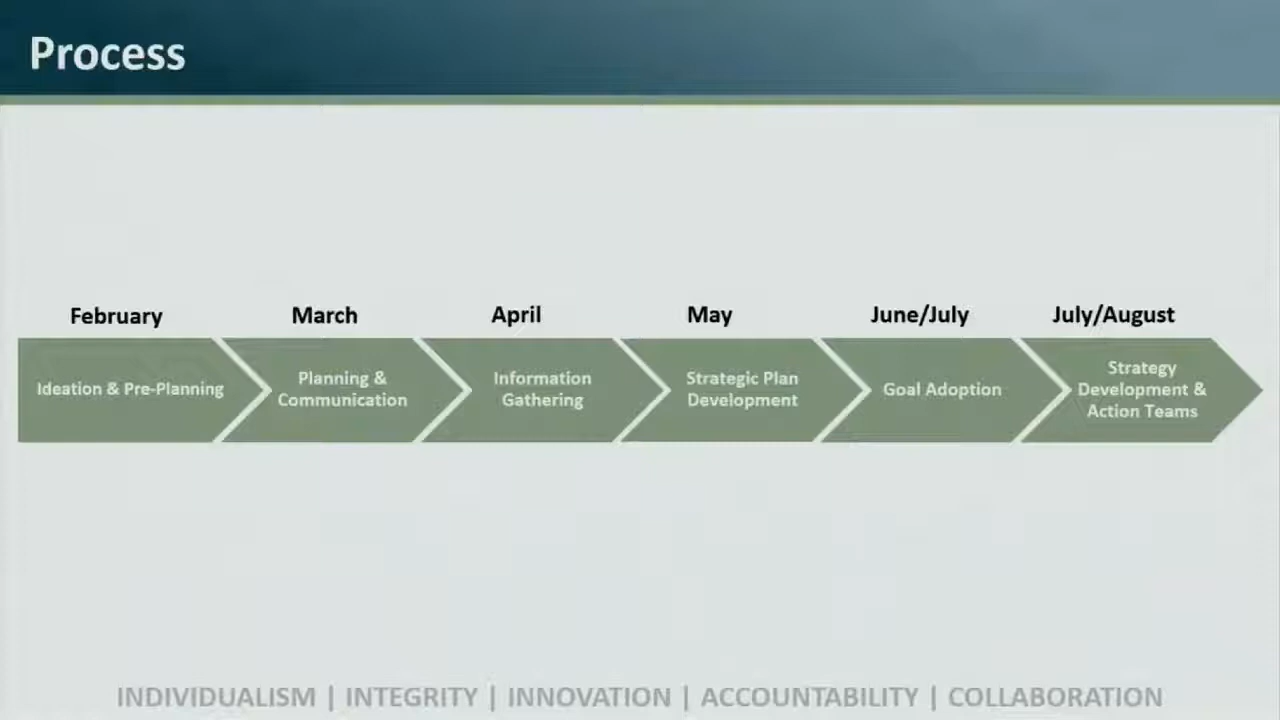 Process
February
March
April
May
June/July
July/August
Ideation & Pre-Planning
Planning &
Communication
Information
Gathering
Strategic Plan
Development
Goal Adoption
Strategy
Development &
Action Teams
INDIVIDUALISM | INTEGRITY | INNOVATION | ACCOUNTABILITY | COLLABORATION